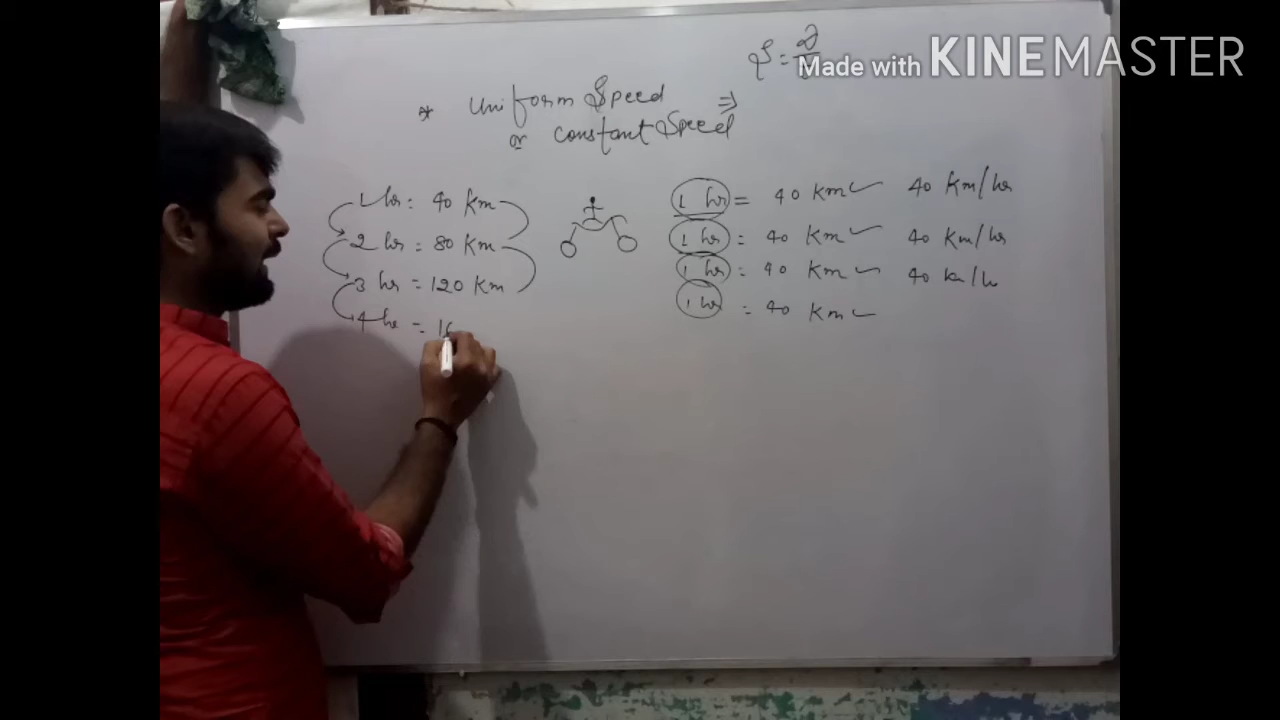 S = d
Made with KINEMASTER
* Uniform Speed ⇒
or constant Speed
1 hr = 40 Km
2 hr = 80 Km
3 hr = 120 Km
4 hr = 16
1 hr = 40 Km ✓ 40 Km/hr
1 hr = 40 Km ✓ 40 Km/hr
1 hr = 40 Km ✓ 40 km/h
1 hr = 40 Km ✓